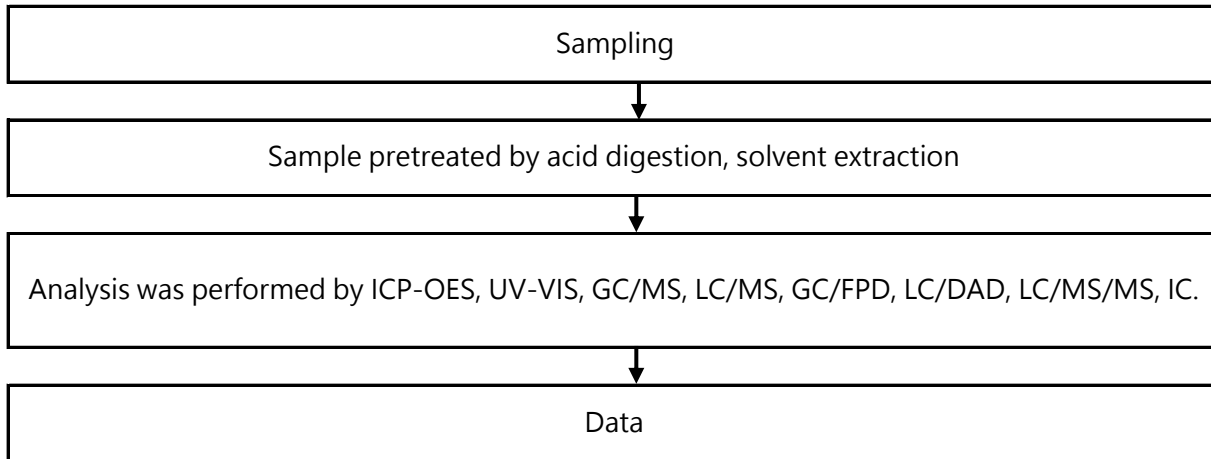 Sampling
Sample pretreated by acid digestion, solvent extraction
Analysis was performed by ICP-OES, UV-VIS, GC/MS, LC/MS, GC/FPD, LC/DAD, LC/MS/MS, IC.
Data